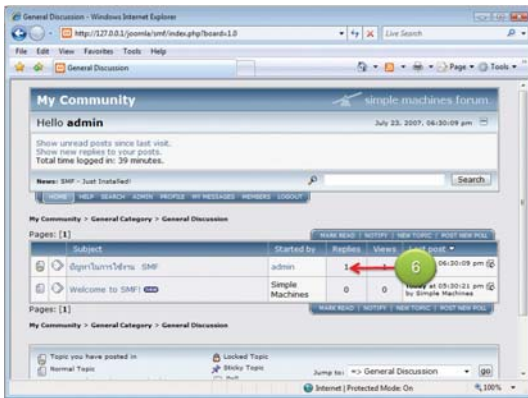 General Discussion - Windows Internet Explorer
http://127.0.0.1/joomla/smf/index.php?board=1.0
Live Search
File Edit View Favorites Tools Help
General Discussion
Page Tools
My Community
simple machines forum
Hello admin
July 23, 2007, 06:30:09 pm
Show unread posts since last visit.
Show new replies to your posts.
Total time logged in: 39 minutes.
News: SMF - Just Installed!
Search
HOME HELP SEARCH ADMIN PROFILE MY MESSAGES MEMBERS LOGOUT
My Community > General Category > General Discussion
Pages: [1]
MARK READ NOTIFY NEW TOPIC POST NEW POLL
Subject Started by Replies Views Last post
ปัญหาในการใช้งาน SMF admin 1 6 06:30:09 pm
Welcome to SMF! Simple Machines 0 0 Today at 05:30:21 pm by Simple Machines
Pages: [1]
MARK READ NOTIFY NEW TOPIC POST NEW POLL
My Community > General Category > General Discussion
Topic you have posted in
Locked Topic
Normal Topic
Sticky Topic
Jump to: => General Discussion go
Internet | Protected Mode: On 100%